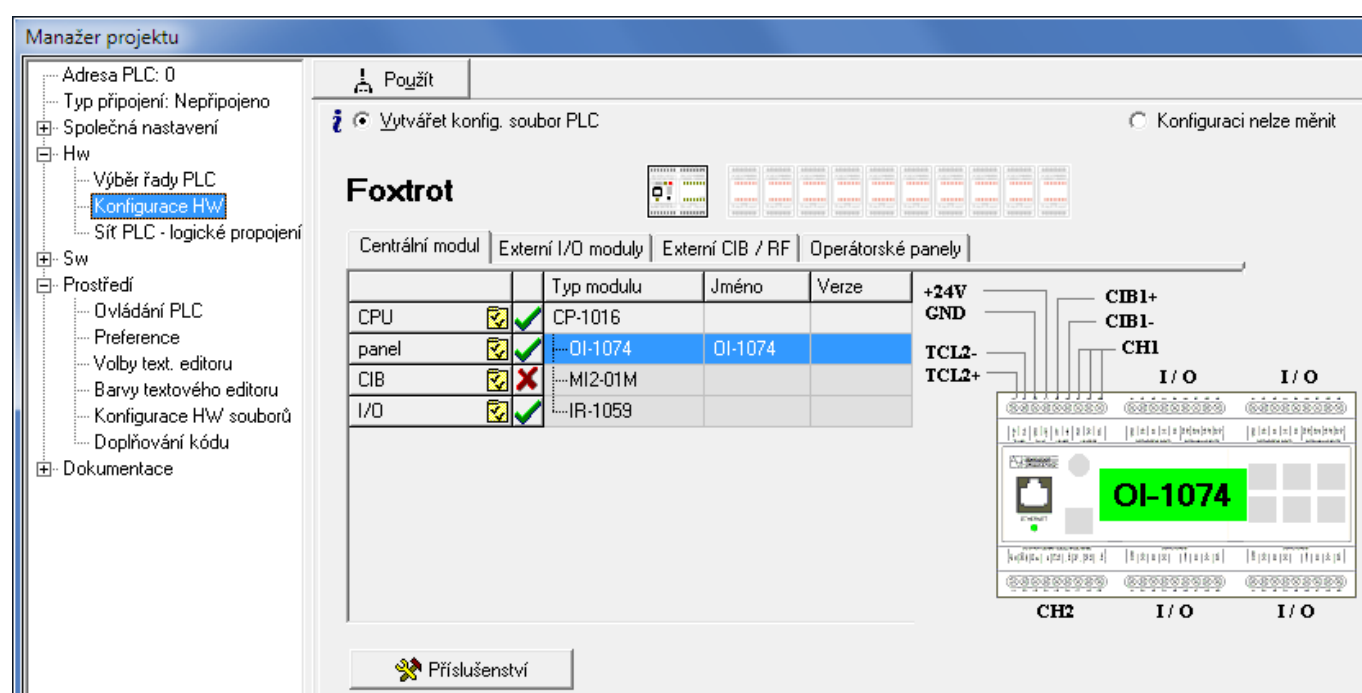 Manažer projektu
Adresa PLC: 0
Typ připojení: Nepřipojeno
Společná nastavení
Hw
Výběr řady PLC
Konfigurace HW
Síť PLC - logické propojení
Sw
Prostředí
Ovládání PLC
Preference
Volby text. editoru
Barvy textového editoru
Konfigurace HW souborů
Doplňování kódu
Dokumentace
Použít
Vytvářet konfig. soubor PLC
Konfiguraci nelze měnit
Foxtrot
Centrální modul
Externí I/O moduly
Externí CIB / RF
Operátorské panely
Typ modulu Jméno Verze
CPU CP-1016
panel OI-1074 OI-1074
CIB MI2-01M
I/O IR-1059
+24V
GND
TCL2-
TCL2+
CIB1+
CIB1-
CH1
I/O I/O
ETHERNET
OI-1074
CH2 I/O I/O
Příslušenství